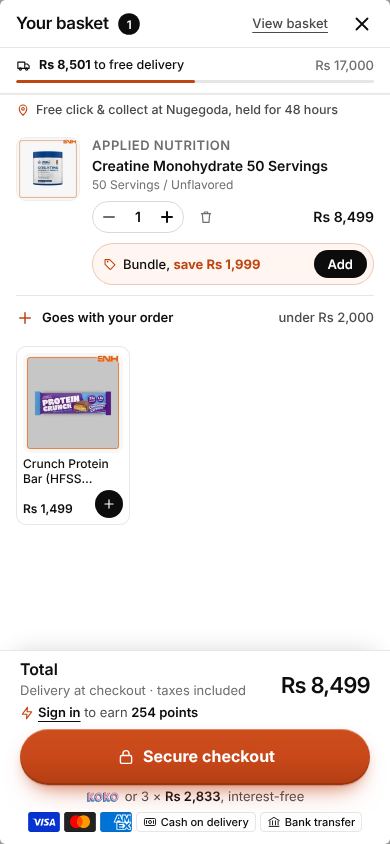 Your basket 1 View basket
Rs 8,501 to free delivery Rs 17,000
Free click & collect at Nugegoda, held for 48 hours
SNH
APPLIED NUTRITION
Creatine Monohydrate 50 Servings
50 Servings / Unflavored
1 Rs 8,499
Bundle, save Rs 1,999 Add
Goes with your order under Rs 2,000
SNH
PROTEIN
CRUNCH
Crunch Protein
Bar (HFSS...
Rs 1,499
Total
Rs 8,499
Delivery at checkout · taxes included
Sign in to earn 254 points
Secure checkout
KOKO or 3 × Rs 2,833, interest-free
VISA AMEX Cash on delivery Bank transfer